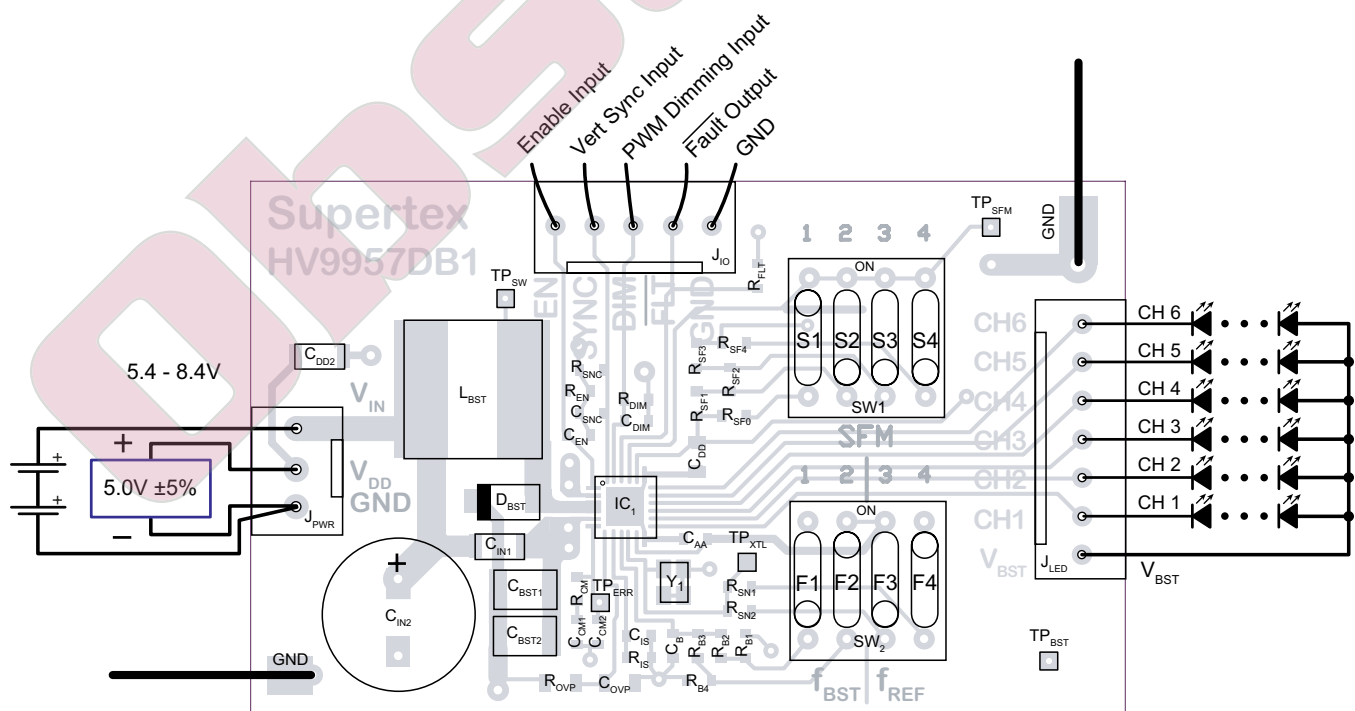 Obs
Enable Input
Vert Sync Input
PWM Dimming Input
Fault Output
GND
Supertex
HV9957DB1
J_IO
EN
SYNC
DIM
FLT
GND
R_FLT
TP_SFM
GND
1 2 3 4
ON
S1 S2 S3 S4
SW1
SFM
TP_SW
C_DD2
5.4 - 8.4V
V_IN
L_BST
R_SNC
R_EN
C_SNC
C_EN
R_DIM
C_DIM
R_SF3
R_SF4
R_SF2
R_SF1
R_SF0
C_DD
CH6
CH5
CH4
CH3
CH2
CH1
V_BST
J_LED
CH 6
CH 5
CH 4
CH 3
CH 2
CH 1
V_BST
+
+
+
5.0V ±5%
–
V_DD
GND
J_PWR
D_BST
IC_1
C_IN1
C_AA
TP_XTL
1 2 3 4
ON
F1 F2 F3 F4
SW_2
+
C_IN2
C_BST1
C_BST2
R_CM
TP_ERR
C_CM1
C_CM2
Y_1
R_SN1
R_SN2
C_IS
R_IS
C_B
R_B3
R_B2
R_B1
GND
R_OVP
C_OVP
R_B4
f_BST
f_REF
TP_BST